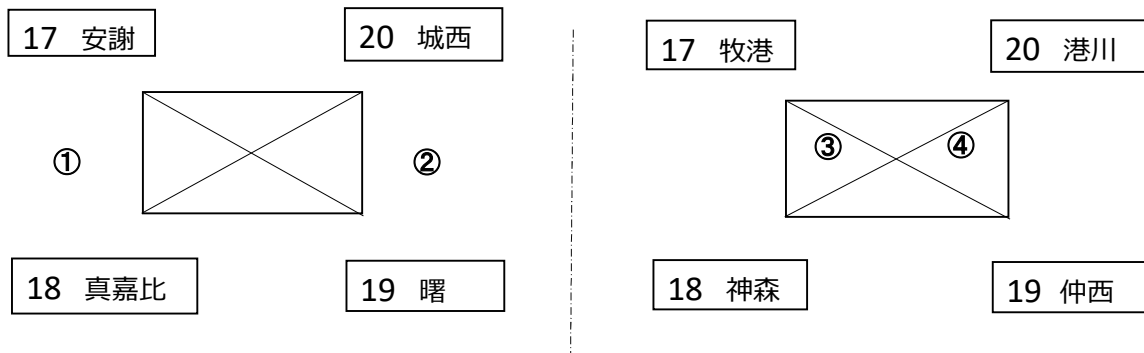 17 安謝
20 城西
17 牧港
20 港川
①
②
③
④
18 真嘉比
19 曙
18 神森
19 仲西